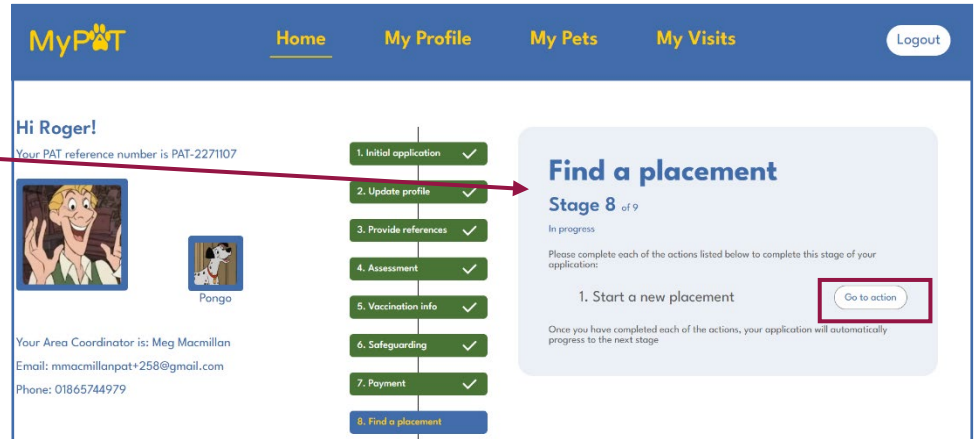 MyPAT
Home
My Profile
My Pets
My Visits
Logout
Hi Roger!
Your PAT reference number is PAT-2271107
Pongo
Your Area Coordinator is: Meg Macmillan
Email: mmacmillanpat+258@gmail.com
Phone: 01865744979
1. Initial application
2. Update profile
3. Provide references
4. Assessment
5. Vaccination info
6. Safeguarding
7. Payment
8. Find a placement
Find a placement
Stage 8 of 9
In progress
Please complete each of the actions listed below to complete this stage of your
application:
1. Start a new placement
Go to action
Once you have completed each of the actions, your application will automatically
progress to the next stage